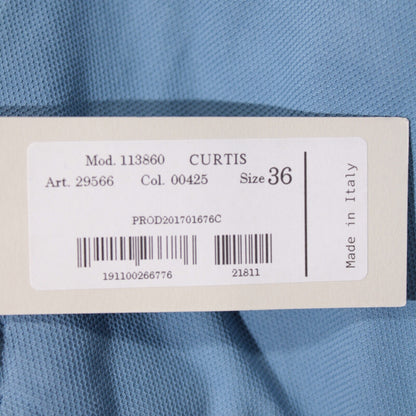 Mod. 113860 CURTIS
Art. 29566 Col. 00425 Size 36
PROD201701676C
191100266776 21811
Made in Italy